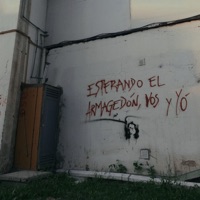 ESPERANDO EL
ARMAGEDÓN, VOS y YÓ